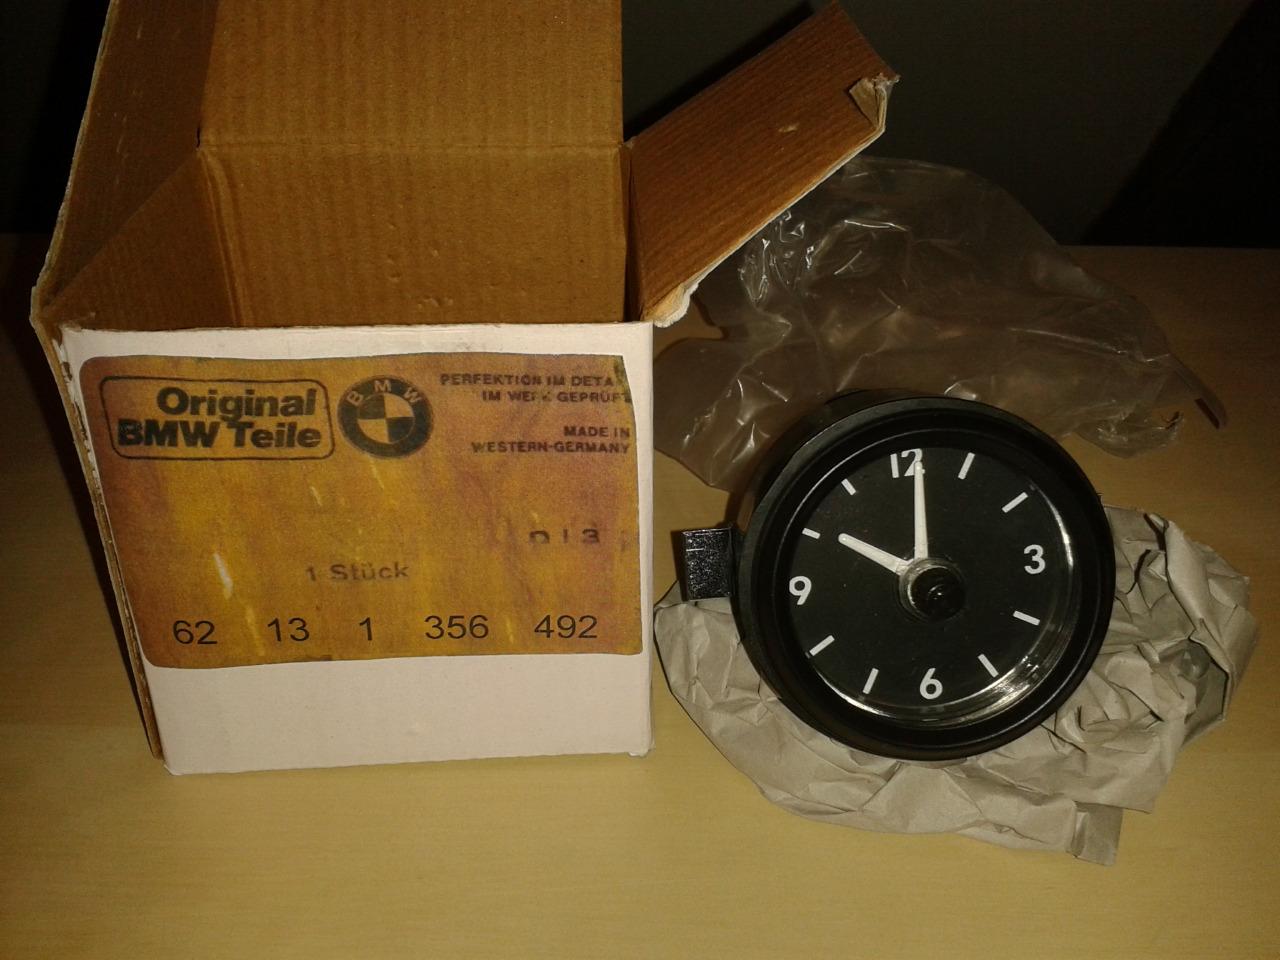 Original
BMW Teile
BMW
PERFEKTION IM DETA
IM WERK GEPRÜFT
MADE IN
WESTERN-GERMANY
1 Stück
62 13 1 356 492
12
3
6
9